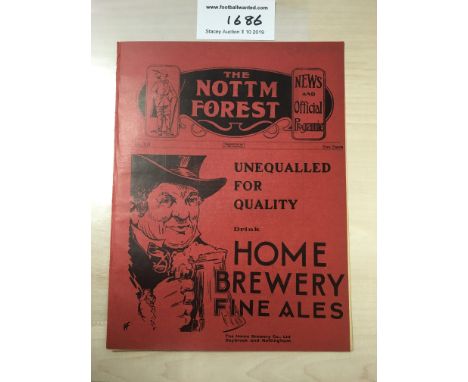 www.footballwanted.com
1686
Stacey Auction 6 10 2019
THE
NOTTM
FOREST
NEWS
AND
Official
Programme
UNEQUALLED
FOR
QUALITY
Drink
HOME
BREWERY
FINE ALES
The Home Brewery Co., Ltd
Daybrook and Nottingham